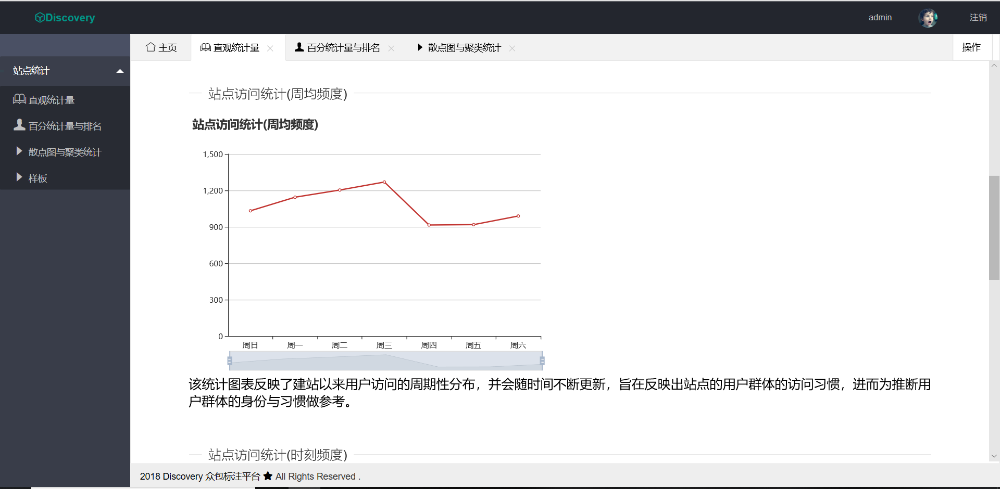 Discovery
admin
注销
主页
直观统计量
百分统计量与排名
散点图与聚类统计
操作
站点统计
直观统计量
百分统计量与排名
散点图与聚类统计
样板
站点访问统计(周均频度)
站点访问统计(周均频度)
1,500
1,200
900
600
300
0
周日 周一 周二 周三 周四 周五 周六
该统计图表反映了建站以来用户访问的周期性分布，并会随时间不断更新，旨在反映出站点的用户群体的访问习惯，进而为推断用
户群体的身份与习惯做参考。
站点访问统计(时刻频度)
2018 Discovery 众包标注平台 ★ All Rights Reserved .